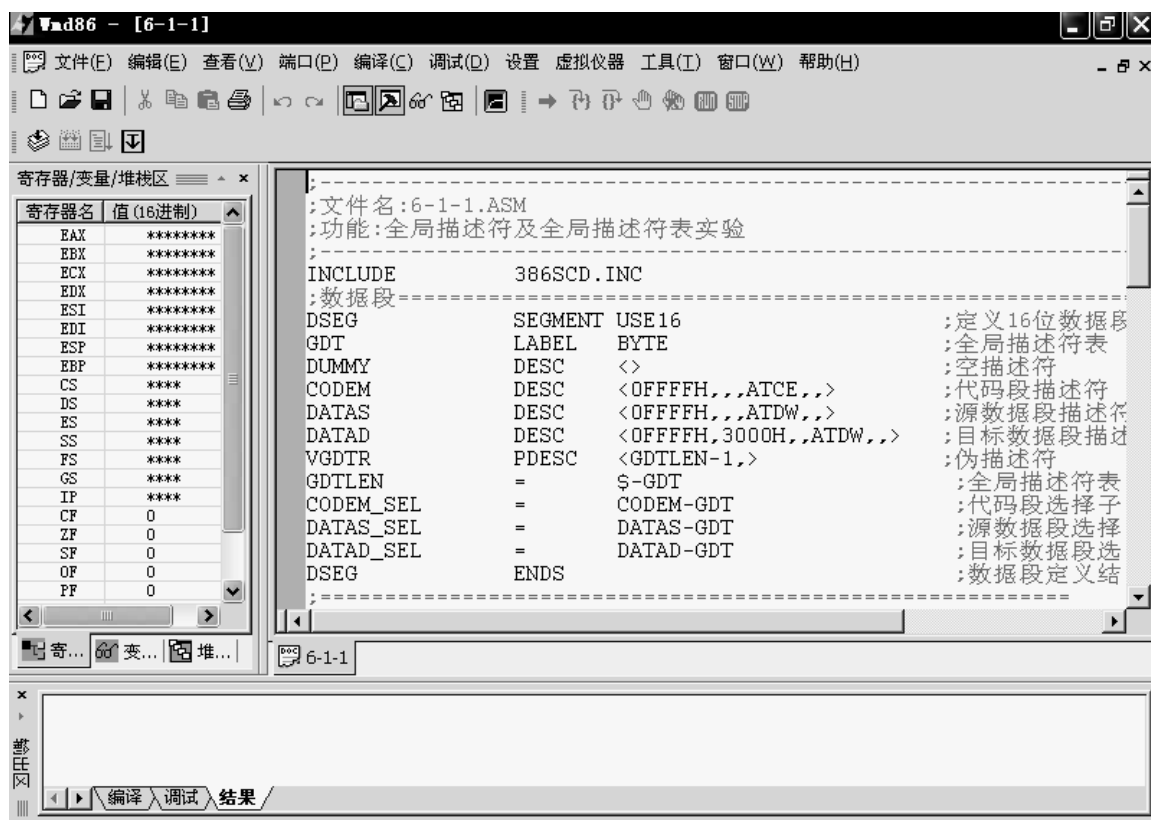 Wmd86 - [6-1-1]
文件(F) 编辑(E) 查看(V) 端口(P) 编译(C) 调试(D) 设置 虚拟仪器 工具(T) 窗口(W) 帮助(H)
寄存器/变量/堆栈区
寄存器名 值(16进制)
EAX ********
EBX ********
ECX ********
EDX ********
ESI ********
EDI ********
ESP ********
EBP ********
CS ****
DS ****
ES ****
SS ****
FS ****
GS ****
IP ****
CF 0
ZF 0
SF 0
OF 0
PF 0
寄... 变... 堆...
;----------------------------------------------------------------
;文件名:6-1-1.ASM
;功能:全局描述符及全局描述符表实验
;----------------------------------------------------------------
INCLUDE 386SCD.INC
;数据段=========================================================
DSEG SEGMENT USE16 ;定义16位数据段
GDT LABEL BYTE ;全局描述符表
DUMMY DESC <> ;空描述符
CODEM DESC <0FFFFH,,,ATCE,,> ;代码段描述符
DATAS DESC <0FFFFH,,,ATDW,,> ;源数据段描述符
DATAD DESC <0FFFFH,3000H,,ATDW,,> ;目标数据段描述
VGDTR PDESC <GDTLEN-1,> ;伪描述符
GDTLEN = $-GDT ;全局描述符表
CODEM_SEL = CODEM-GDT ;代码段选择子
DATAS_SEL = DATAS-GDT ;源数据段选择
DATAD_SEL = DATAD-GDT ;目标数据段选
DSEG ENDS ;数据段定义结
;==========================================================
6-1-1
输出区
编译 调试 结果